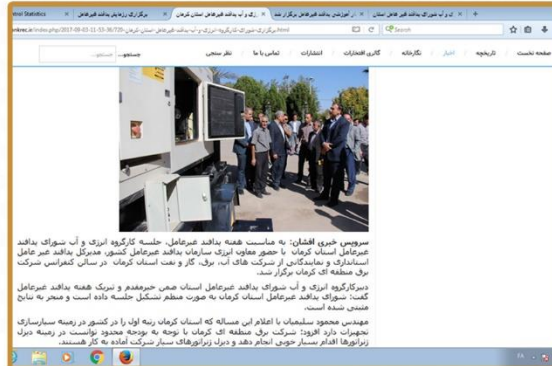 صفحه نخست / تاریخچه / اخبار / نگارخانه / گالری افتخارات / انتشارات / تماس با ما / نظر سنجی
جستجو...
سرویس خبری افشان: به مناسبت هفته پدافند غیرعامل، جلسه کارگروه انرژی و آب شورای پدافند
غیرعامل استان کرمان با حضور معاون انرژی سازمان پدافند غیرعامل کشور، مدیرکل پدافند غیر عامل
استانداری و نمایندگانی از شرکت های آب، برق، گاز و نفت استان کرمان در سالن کنفرانس شرکت
برق منطقه ای کرمان برگزار شد.
دبیرکارگروه انرژی و آب شورای پدافند غیرعامل استان ضمن خیرمقدم و تبریک هفته پدافند غیرعامل
گفت: شورای پدافند غیرعامل استان کرمان به صورت منظم تشکیل جلسه داده است و منجر به نتایج
مثبتی شده است.
مهندس محمود سلیمیان با اعلام این مساله که استان کرمان رتبه اول را در کشور در زمینه سیارسازی
تجهیزات دارد افزود: شرکت برق منطقه ای کرمان با توجه به بودجه محدود توانست در زمینه دیزل
ژنراتورها اقدام بسیار خوبی انجام دهد و دیزل ژنراتورهای سیار شرکت آماده به کار هستند.
FA